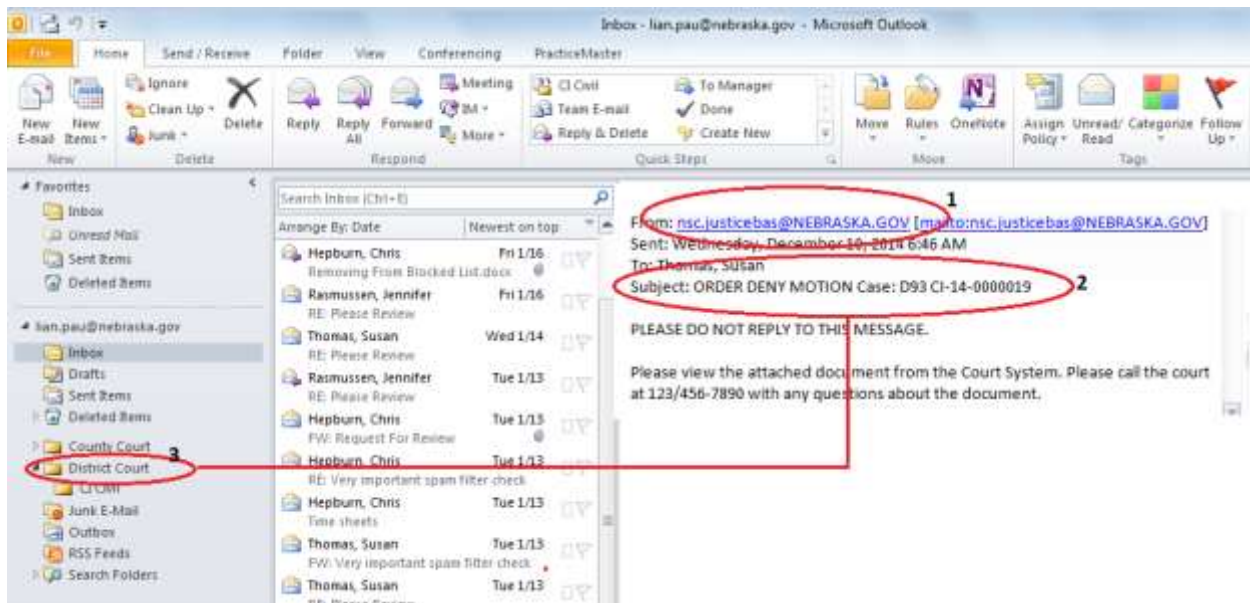 Inbox - lian.pau@nebraska.gov - Microsoft Outlook
File Home Send / Receive Folder View Conferencing PracticeMaster
New E-mail
New Items
New
Ignore
Clean Up
Junk
Delete
Delete
Reply
Reply All
Forward
Meeting
IM
More
Respond
CI Civil
Team E-mail
Reply & Delete
To Manager
Done
Create New
Quick Steps
Move
Rules
OneNote
Move
Assign Policy
Unread/ Read
Categorize
Follow Up
Tags
Favorites
Inbox
Unread Mail
Sent Items
Deleted Items
lian.pau@nebraska.gov
Inbox
Drafts
Sent Items
Deleted Items
County Court
3
District Court
Junk E-Mail
Outbox
RSS Feeds
Search Folders
Search Inbox (Ctrl+E)
Arrange By: Date Newest on top
Hepburn, Chris Fri 1/16
Removing From Blocked List.docx
Rasmussen, Jennifer Fri 1/16
RE: Please Review
Thomas, Susan Wed 1/14
RE: Please Review
Rasmussen, Jennifer Tue 1/13
RE: Please Review
Hepburn, Chris Tue 1/13
FW: Request For Review
Hepburn, Chris Tue 1/13
RE: Very important spam filter check
Hepburn, Chris Tue 1/13
Time sheets
Thomas, Susan Tue 1/13
FW: Very important spam filter check
Thomas, Susan Tue 1/13
RE: Please Review
1
From: nsc.justicebas@NEBRASKA.GOV [mailto:nsc.justicebas@NEBRASKA.GOV]
Sent: Wednesday, December 10, 2014 6:46 AM
To: Thomas, Susan
Subject: ORDER DENY MOTION Case: D93 CI-14-0000019
2
PLEASE DO NOT REPLY TO THIS MESSAGE.
Please view the attached document from the Court System. Please call the court
at 123/456-7890 with any questions about the document.